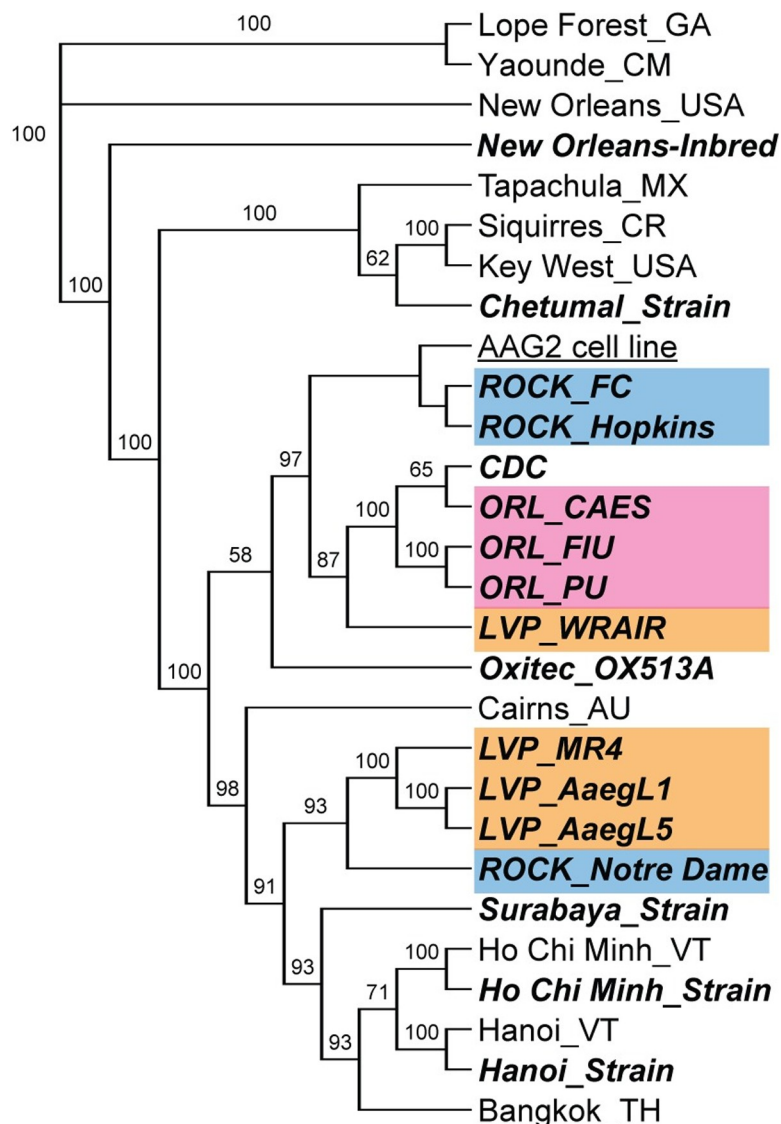 100
Lope Forest_GA
Yaounde_CM
100
New Orleans_USA
New Orleans-Inbred
100
Tapachula_MX
100
Siquirres_CR
62
Key West_USA
100
Chetumal_Strain
AAG2 cell line
ROCK_FC
100
ROCK_Hopkins
97
65
CDC
ORL_CAES
100
58
87
100
ORL_FIU
ORL_PU
LVP_WRAIR
100
Oxitec_OX513A
Cairns_AU
LVP_MR4
100
98
93
100
LVP_AaegL1
LVP_AaegL5
ROCK_Notre Dame
91
Surabaya_Strain
93
100
Ho Chi Minh_VT
71
Ho Chi Minh_Strain
93
100
Hanoi_VT
Hanoi_Strain
Bangkok_TH